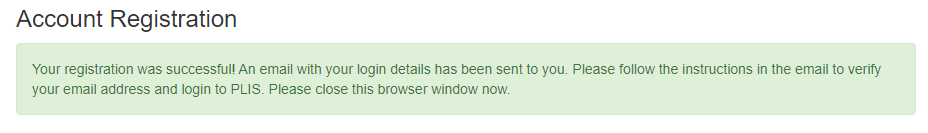 Account Registration
Your registration was successful! An email with your login details has been sent to you. Please follow the instructions in the email to verify
your email address and login to PLIS. Please close this browser window now.